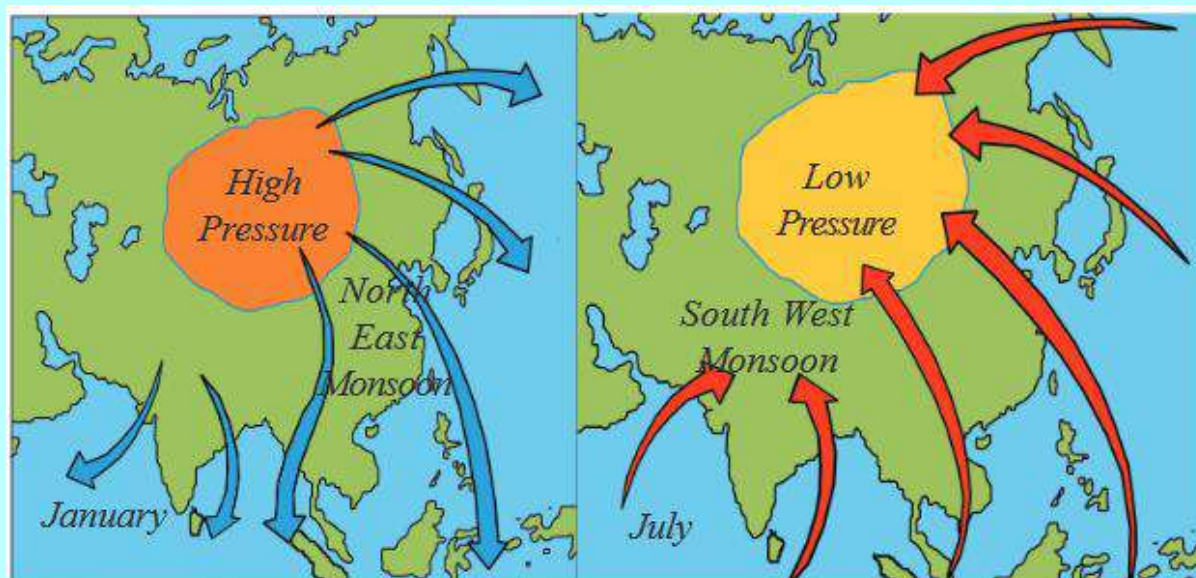 High
Pressure
North
East
Monsoon
January
Low
Pressure
South West
Monsoon
July